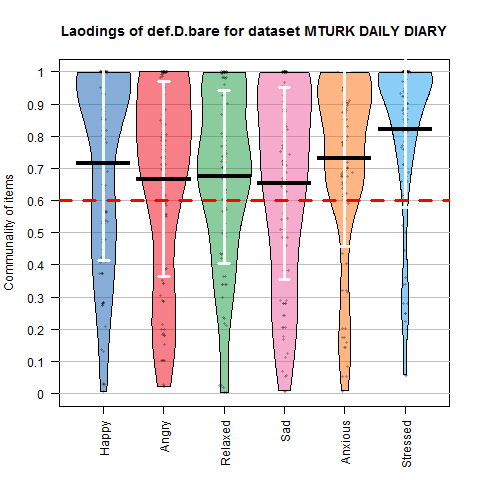 Laodings of def.D.bare for dataset MTURK DAILY DIARY
Communality of items
1
0.9
0.8
0.7
0.6
0.5
0.4
0.3
0.2
0.1
0
Happy
Angry
Relaxed
Sad
Anxious
Stressed